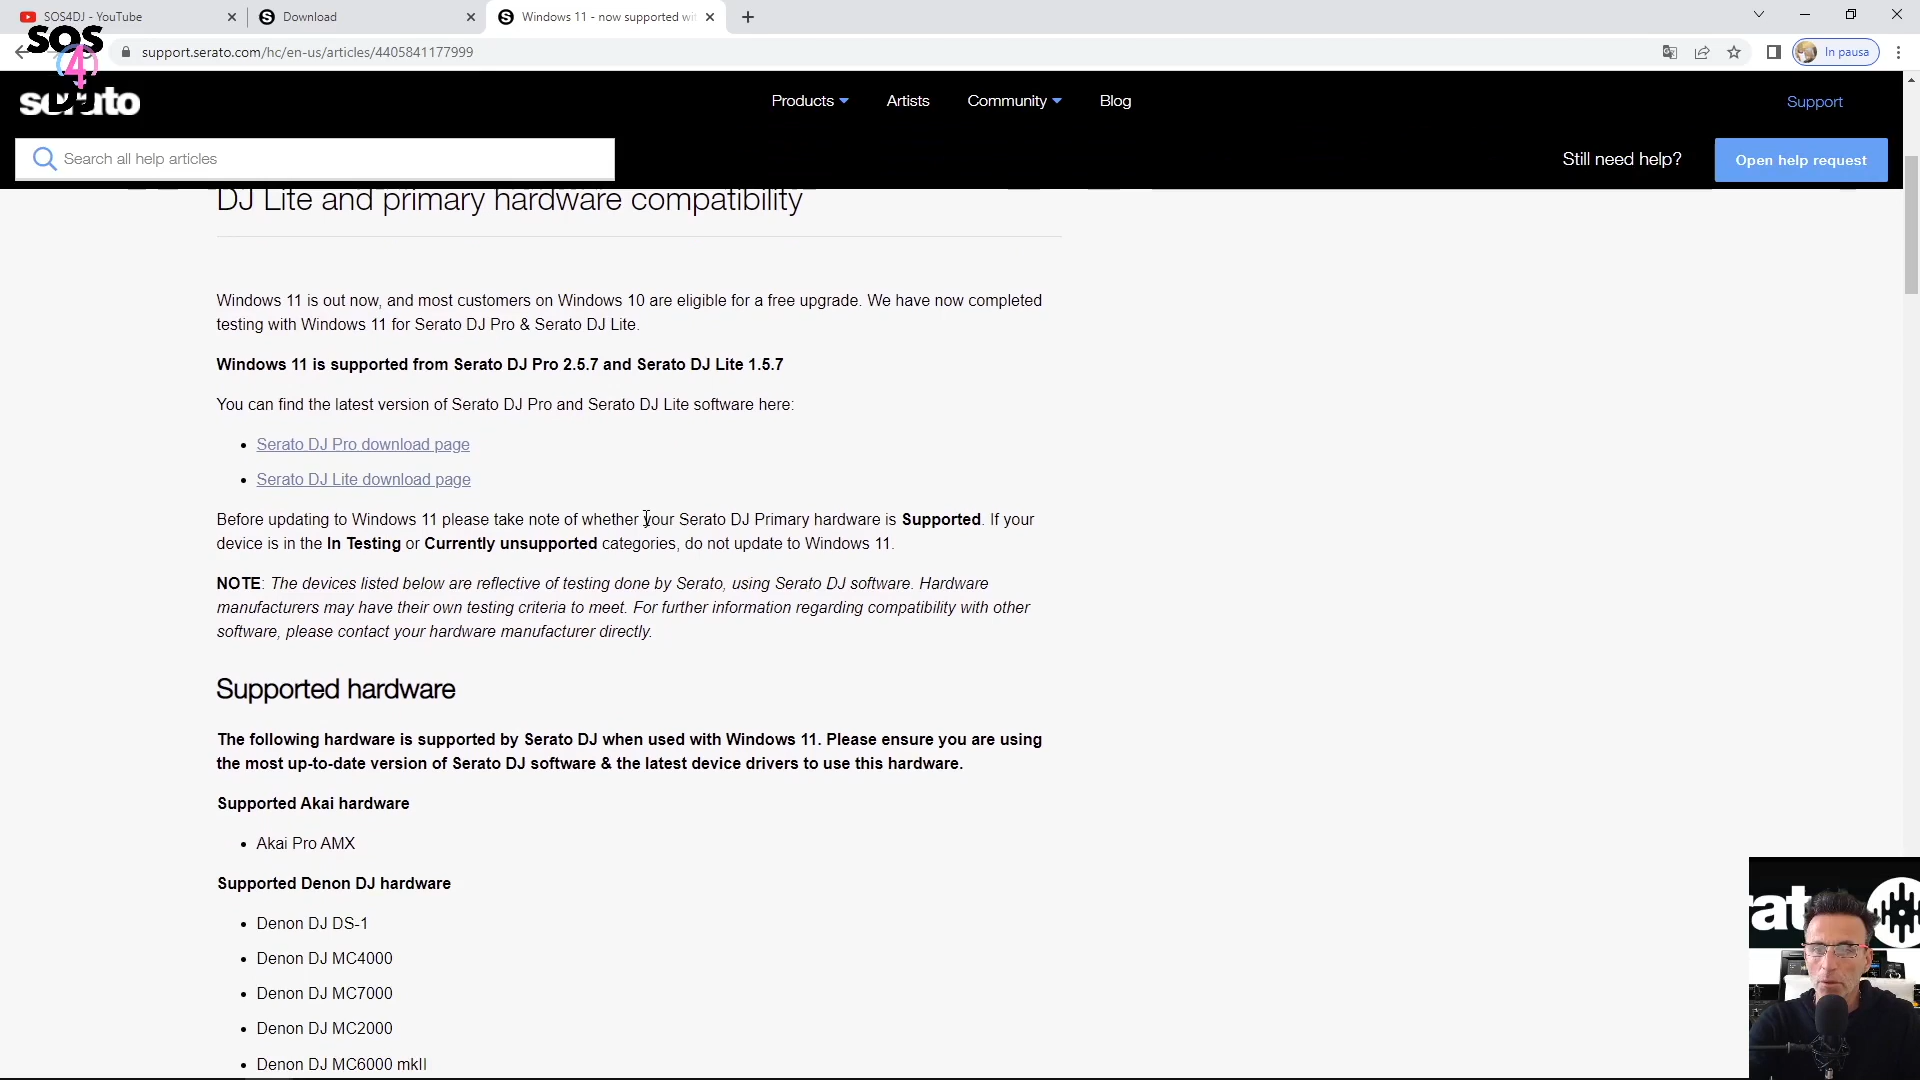 SOS4DJ - YouTube
Download
Windows 11 - now supported wi
SOS
4
DJ
support.serato.com/hc/en-us/articles/4405841177999
In pausa
serato
Products
Artists
Community
Blog
Support
Search all help articles
Still need help?
Open help request
DJ Lite and primary hardware compatibility
Windows 11 is out now, and most customers on Windows 10 are eligible for a free upgrade. We have now completed
testing with Windows 11 for Serato DJ Pro & Serato DJ Lite.
Windows 11 is supported from Serato DJ Pro 2.5.7 and Serato DJ Lite 1.5.7
You can find the latest version of Serato DJ Pro and Serato DJ Lite software here:
• Serato DJ Pro download page
• Serato DJ Lite download page
Before updating to Windows 11 please take note of whether your Serato DJ Primary hardware is Supported. If your
device is in the In Testing or Currently unsupported categories, do not update to Windows 11.
NOTE: The devices listed below are reflective of testing done by Serato, using Serato DJ software. Hardware
manufacturers may have their own testing criteria to meet. For further information regarding compatibility with other
software, please contact your hardware manufacturer directly.
Supported hardware
The following hardware is supported by Serato DJ when used with Windows 11. Please ensure you are using
the most up-to-date version of Serato DJ software & the latest device drivers to use this hardware.
Supported Akai hardware
• Akai Pro AMX
Supported Denon DJ hardware
• Denon DJ DS-1
• Denon DJ MC4000
• Denon DJ MC7000
• Denon DJ MC2000
• Denon DJ MC6000 mkII
rat